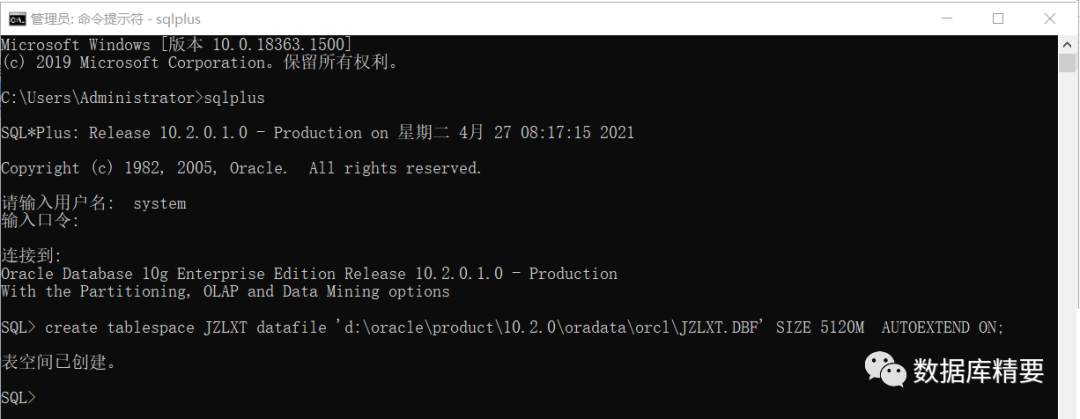 管理员: 命令提示符 - sqlplus
Microsoft Windows [版本 10.0.18363.1500]
(c) 2019 Microsoft Corporation。保留所有权利。
C:\Users\Administrator>sqlplus
SQL*Plus: Release 10.2.0.1.0 - Production on 星期二 4月 27 08:17:15 2021
Copyright (c) 1982, 2005, Oracle.  All rights reserved.
请输入用户名:  system
输入口令:
连接到:
Oracle Database 10g Enterprise Edition Release 10.2.0.1.0 - Production
With the Partitioning, OLAP and Data Mining options
SQL> create tablespace JZLXT datafile 'd:\oracle\product\10.2.0\oradata\orcl\JZLXT.DBF' SIZE 5120M  AUTOEXTEND ON;
表空间已创建。
数据库精要
SQL>